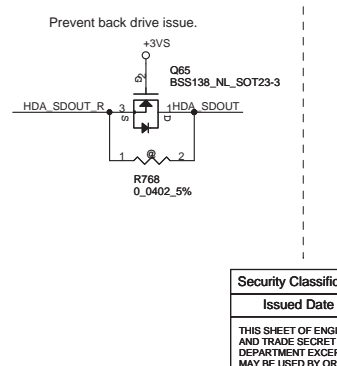 Prevent back drive issue.
+3VS
Q65
BSS138_NL_SOT23-3
2
G
HDA_SDOUT_R
3
S
1
D
HDA_SDOUT
1
@
2
R768
0_0402_5%
Security Classific
Issued Date
THIS SHEET OF ENGI
AND TRADE SECRET
DEPARTMENT EXCEP
MAY BE USED BY OR